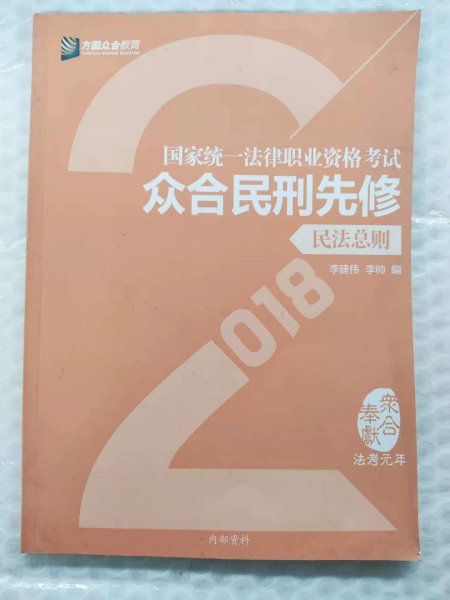 方圆众合教育
国家统一法律职业资格考试
众合民刑先修
民法总则
李建伟 李帅 编
2018
衆合
奉獻
法考元年
内部资料